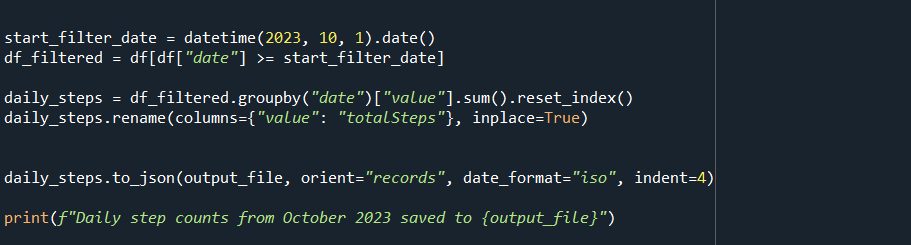 start_filter_date = datetime(2023, 10, 1).date()
df_filtered = df[df["date"] >= start_filter_date]
daily_steps = df_filtered.groupby("date")["value"].sum().reset_index()
daily_steps.rename(columns={"value": "totalSteps"}, inplace=True)
daily_steps.to_json(output_file, orient="records", date_format="iso", indent=4)
print(f"Daily step counts from October 2023 saved to {output_file}")